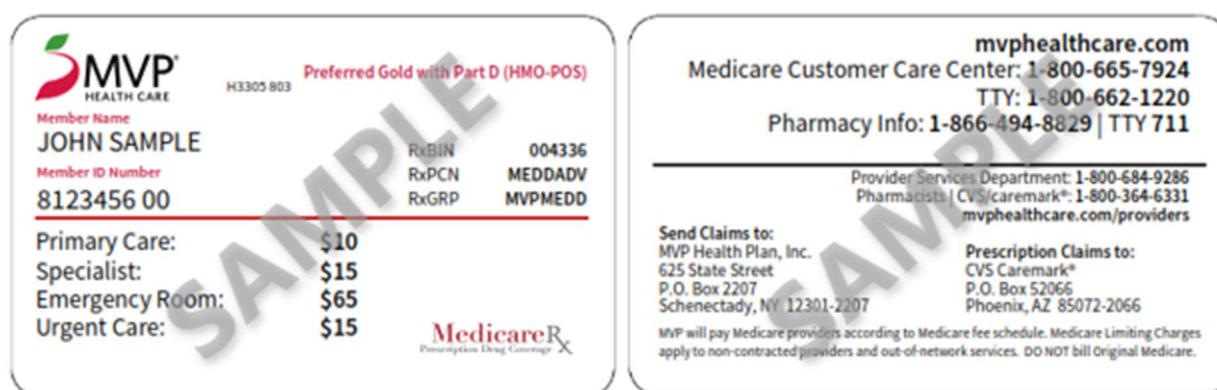 MVP®
HEALTH CARE
H3305 803
Preferred Gold with Part D (HMO-POS)
Member Name
JOHN SAMPLE
Member ID Number
8123456 00
RxBIN 004336
RxPCN MEDDADV
RxGRP MVPMEDD
Primary Care: $10
Specialist: $15
Emergency Room: $65
Urgent Care: $15
MedicareRx
Prescription Drug Coverage
SAMPLE
mvphealthcare.com
Medicare Customer Care Center: 1-800-665-7924
TTY: 1-800-662-1220
Pharmacy Info: 1-866-494-8829 | TTY 711
Provider Services Department: 1-800-684-9286
Pharmacists | CVS/caremark®: 1-800-364-6331
mvphealthcare.com/providers
Send Claims to:
MVP Health Plan, Inc.
625 State Street
P.O. Box 2207
Schenectady, NY 12301-2207
Prescription Claims to:
CVS Caremark®
P.O. Box 52066
Phoenix, AZ 85072-2066
MVP will pay Medicare providers according to Medicare fee schedule. Medicare Limiting Charges
apply to non-contracted providers and out-of-network services. DO NOT bill Original Medicare.
SAMPLE